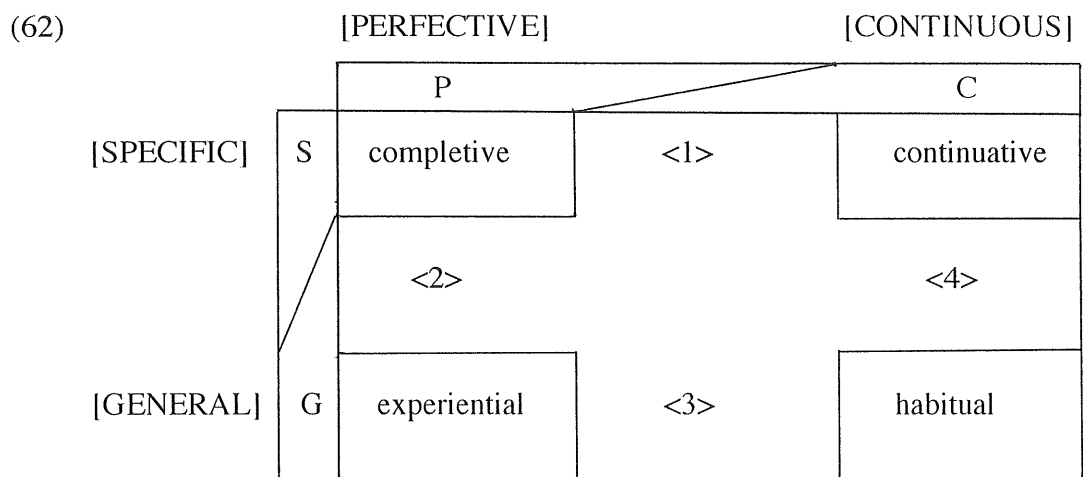 (62) [PERFECTIVE] [CONTINUOUS]
P C
[SPECIFIC] S completive <1> continuative
<2> <4>
[GENERAL] G experiential <3> habitual